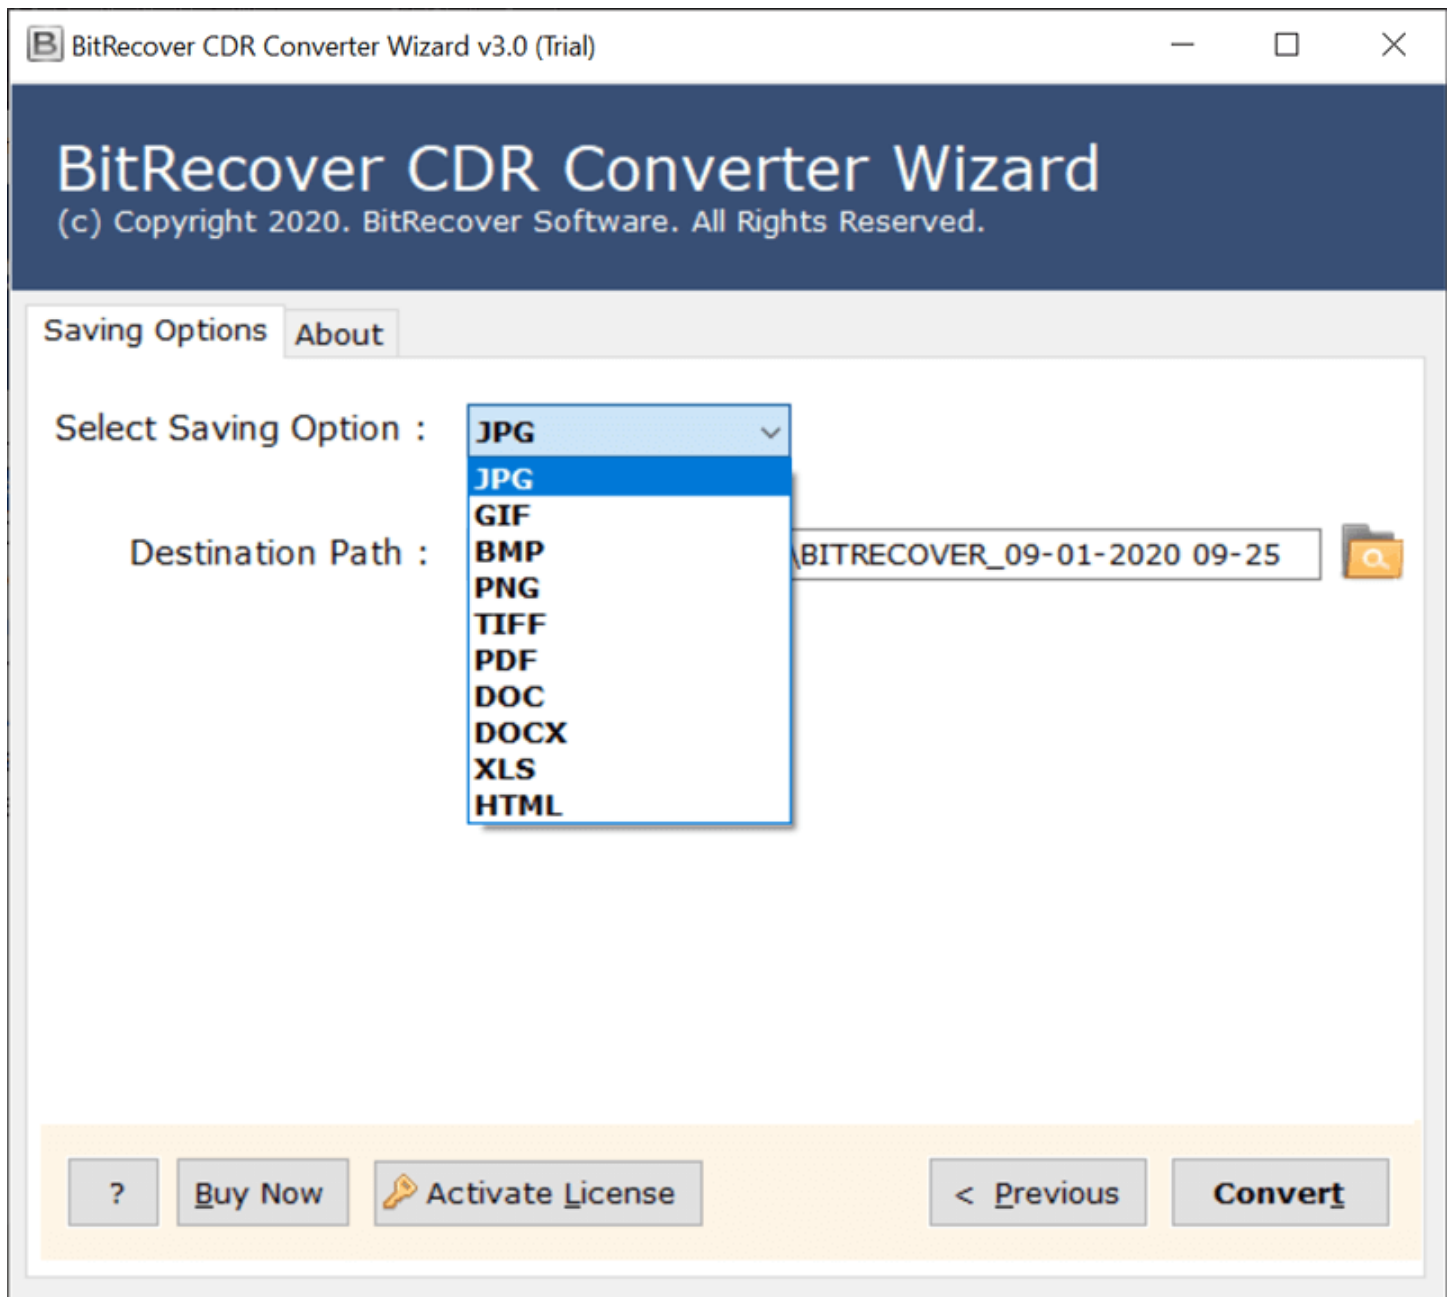 BitRecover CDR Converter Wizard v3.0 (Trial)
BitRecover CDR Converter Wizard
(c) Copyright 2020. BitRecover Software. All Rights Reserved.
Saving Options About
Select Saving Option : JPG
JPG
GIF
Destination Path : \BITRECOVER_09-01-2020 09-25
BMP
PNG
TIFF
PDF
DOC
DOCX
XLS
HTML
? Buy Now Activate License < Previous Convert